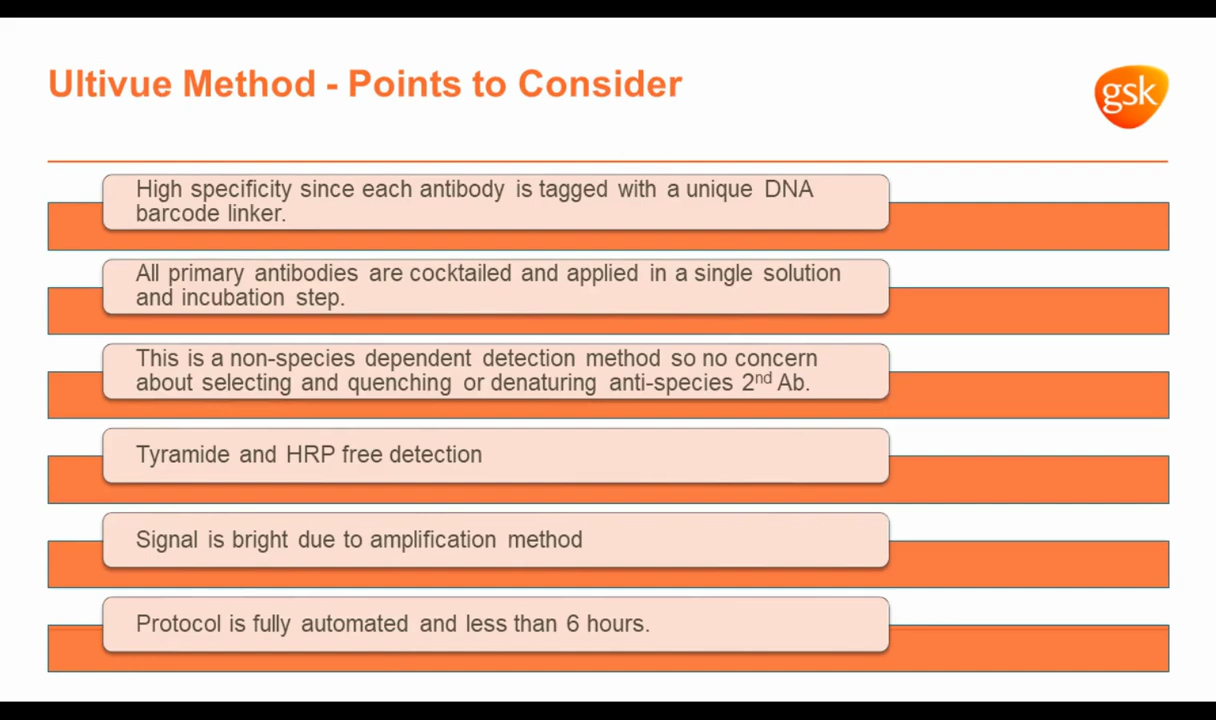 Ultivue Method - Points to Consider
gsk
High specificity since each antibody is tagged with a unique DNA
barcode linker.
All primary antibodies are cocktailed and applied in a single solution
and incubation step.
This is a non-species dependent detection method so no concern
about selecting and quenching or denaturing anti-species 2nd Ab.
Tyramide and HRP free detection
Signal is bright due to amplification method
Protocol is fully automated and less than 6 hours.